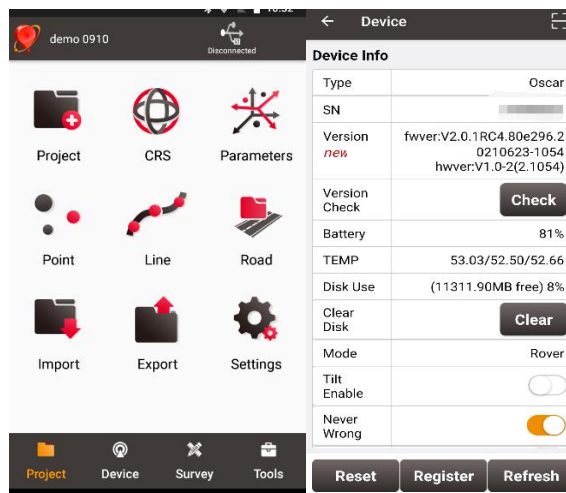 demo 0910
Disconnected
Project
CRS
Parameters
Point
Line
Road
Import
Export
Settings
Project
Device
Survey
Tools
Device
Device Info
Type
Oscar
SN
Version
new
fwver:V2.0.1RC4.80e296.2
0210623-1054
hwver:V1.0-2(2.1054)
Version
Check
Check
Battery
81%
TEMP
53.03/52.50/52.66
Disk Use
(11311.90MB free) 8%
Clear
Disk
Clear
Mode
Rover
Tilt
Enable
Never
Wrong
Reset
Register
Refresh